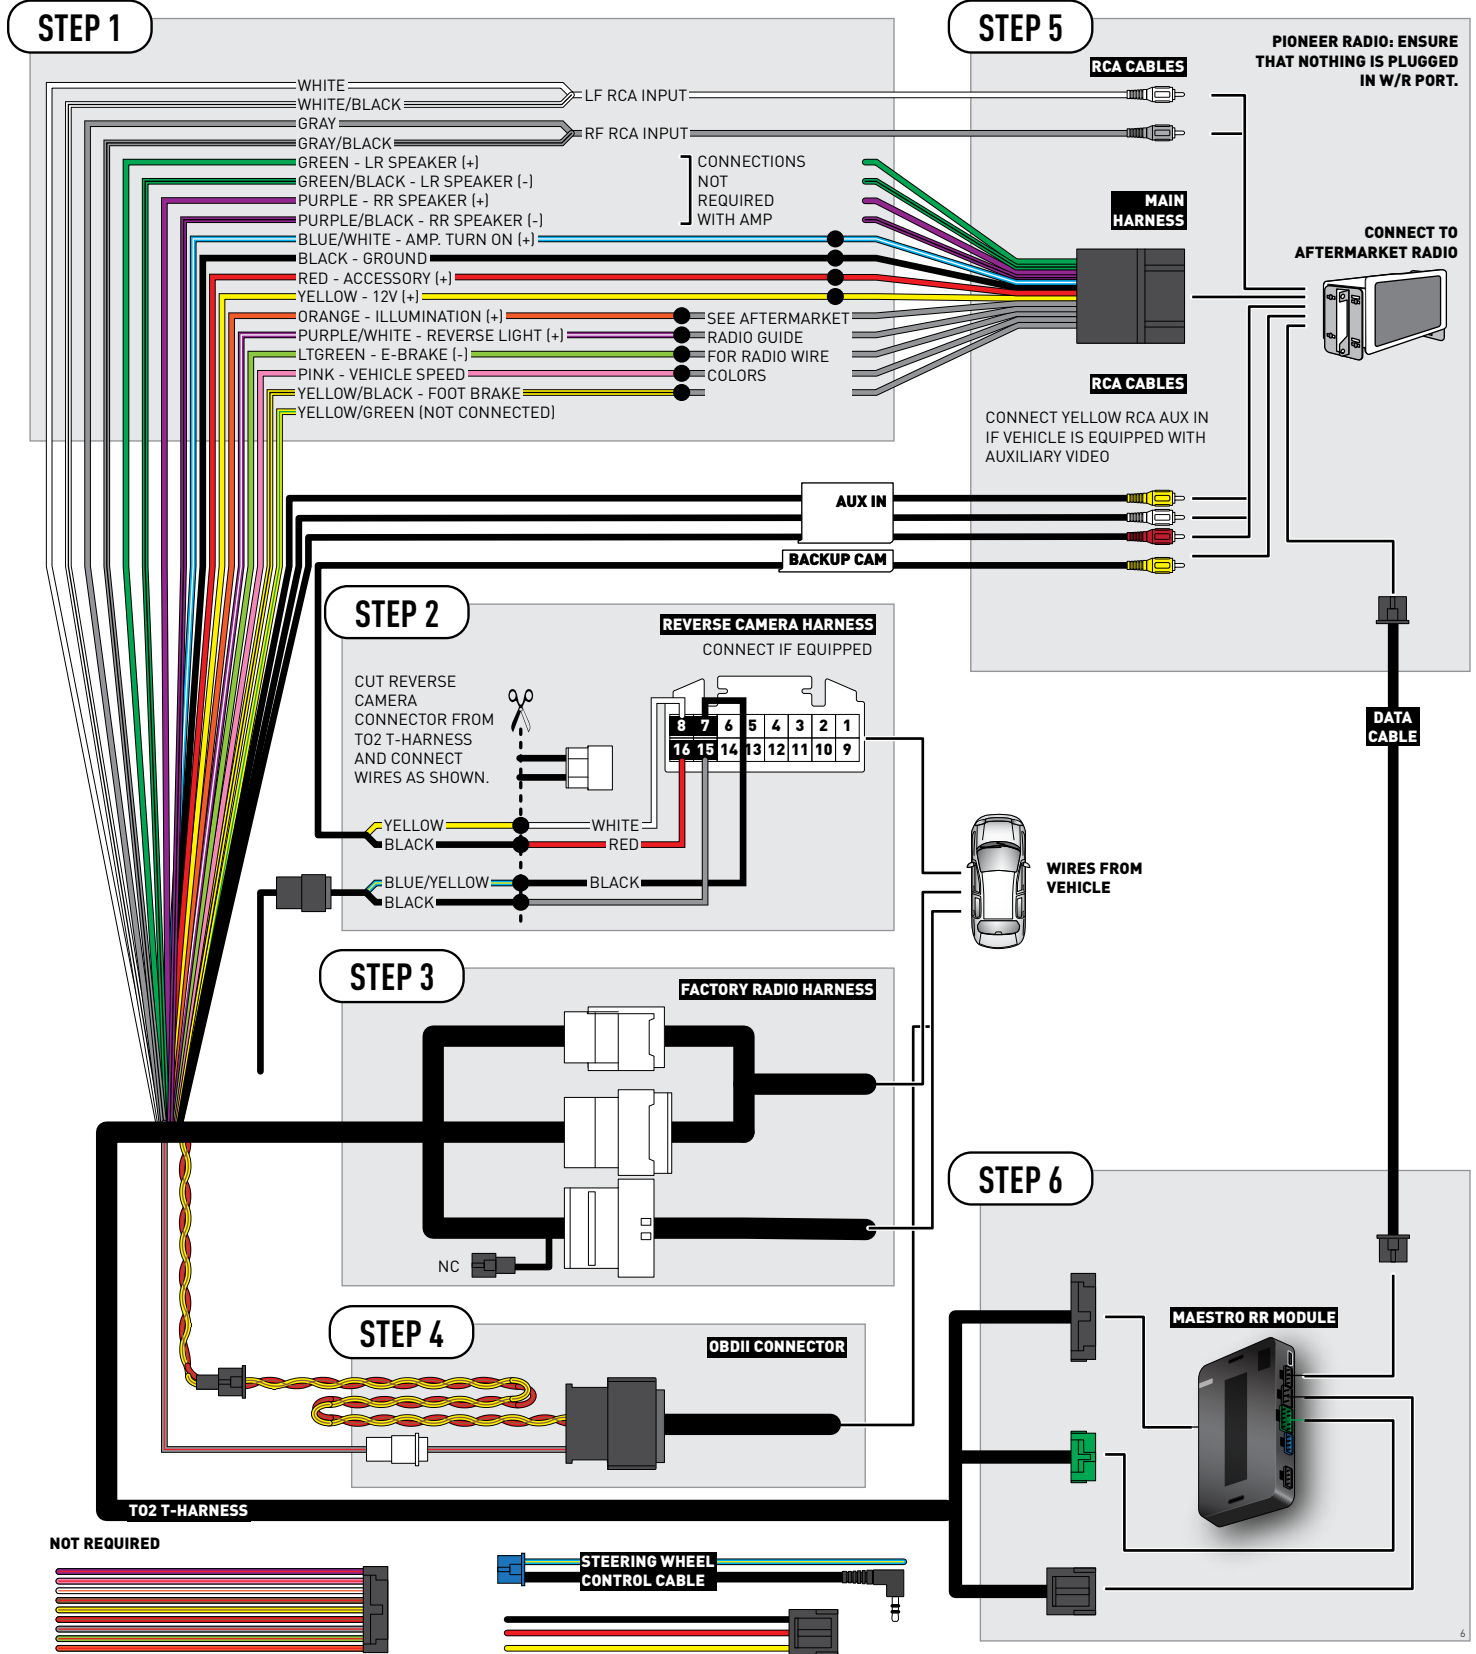 STEP 1
WHITE
WHITE/BLACK
LF RCA INPUT
GRAY
GRAY/BLACK
RF RCA INPUT
GREEN - LR SPEAKER (+)
GREEN/BLACK - LR SPEAKER (-)
PURPLE - RR SPEAKER (+)
PURPLE/BLACK - RR SPEAKER (-)
CONNECTIONS
NOT
REQUIRED
WITH AMP
BLUE/WHITE - AMP. TURN ON (+)
BLACK - GROUND
RED - ACCESSORY (+)
YELLOW - 12V (+)
ORANGE - ILLUMINATION (+)
PURPLE/WHITE - REVERSE LIGHT (+)
LTGREEN - E-BRAKE (-)
PINK - VEHICLE SPEED
YELLOW/BLACK - FOOT BRAKE
YELLOW/GREEN (NOT CONNECTED)
SEE AFTERMARKET
RADIO GUIDE
FOR RADIO WIRE
COLORS
STEP 5
PIONEER RADIO: ENSURE
THAT NOTHING IS PLUGGED
IN W/R PORT.
RCA CABLES
MAIN
HARNESS
CONNECT TO
AFTERMARKET RADIO
RCA CABLES
CONNECT YELLOW RCA AUX IN
IF VEHICLE IS EQUIPPED WITH
AUXILIARY VIDEO
AUX IN
BACKUP CAM
STEP 2
REVERSE CAMERA HARNESS
CONNECT IF EQUIPPED
CUT REVERSE
CAMERA
CONNECTOR FROM
TO2 T-HARNESS
AND CONNECT
WIRES AS SHOWN.
8 7 6 5 4 3 2 1
16 15 14 13 12 11 10 9
YELLOW
BLACK
WHITE
RED
BLUE/YELLOW
BLACK
BLACK
DATA
CABLE
WIRES FROM
VEHICLE
STEP 3
FACTORY RADIO HARNESS
NC
STEP 4
OBDII CONNECTOR
STEP 6
MAESTRO RR MODULE
TO2 T-HARNESS
NOT REQUIRED
STEERING WHEEL
CONTROL CABLE
6